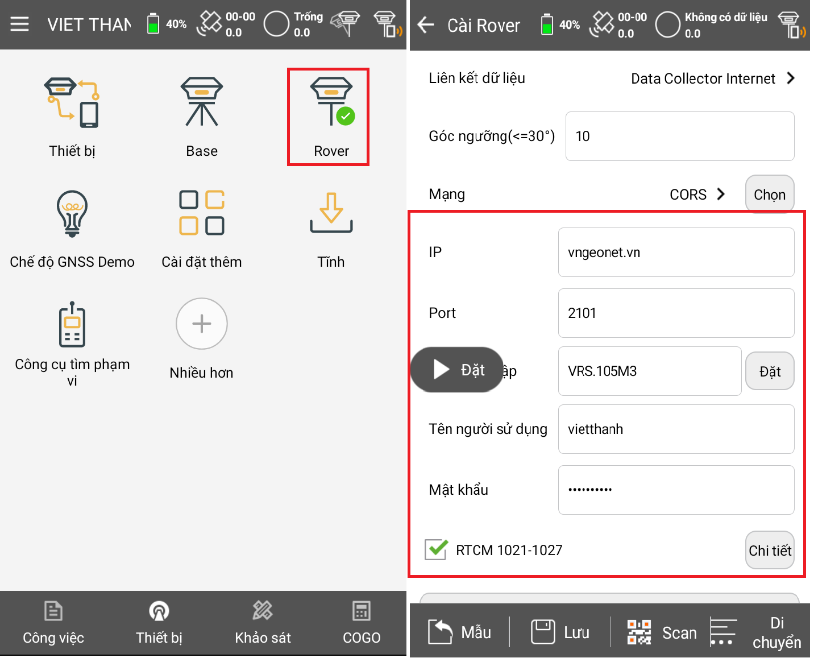 VIET THAN
40%
00-00
0.0
Trống
0.0
Thiết bị
Base
Rover
Chế độ GNSS Demo
Cài đặt thêm
Tĩnh
Công cụ tìm phạm
vi
Nhiều hơn
Công việc
Thiết bị
Khảo sát
COGO
Cài Rover
40%
00-00
0.0
Không có dữ liệu
0.0
Liên kết dữ liệu
Data Collector Internet
Góc ngưỡng(<=30°)
10
Mạng
CORS
Chọn
IP
vngeonet.vn
Port
2101
Đặt
ập
VRS.105M3
Đặt
Tên người sử dụng
vietthanh
Mật khẩu
••••••••••
RTCM 1021-1027
Chi tiết
Mẫu
Lưu
Scan
Di
chuyển